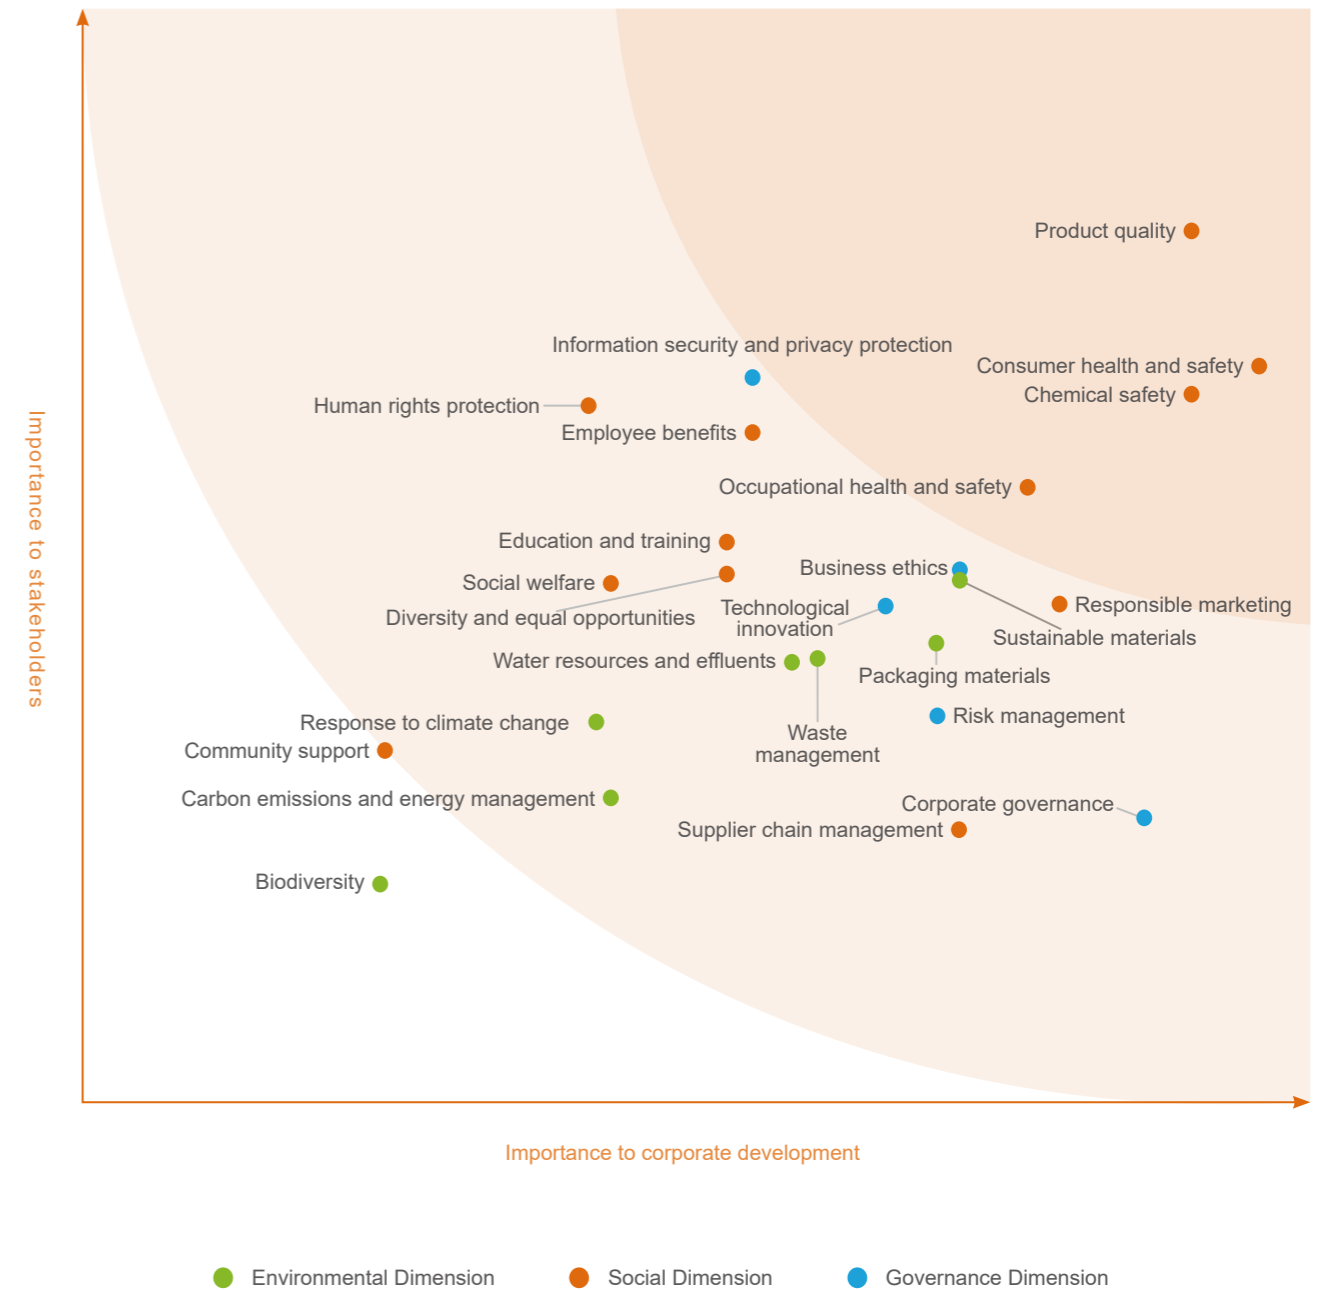 Product quality
Information security and privacy protection
Consumer health and safety
Chemical safety
Human rights protection
Employee benefits
Occupational health and safety
Education and training
Business ethics
Social welfare
Diversity and equal opportunities
Technological
innovation
Responsible marketing
Sustainable materials
Water resources and effluents
Packaging materials
Response to climate change
Risk management
Waste
management
Community support
Carbon emissions and energy management
Corporate governance
Supplier chain management
Biodiversity
Importance to stakeholders
Importance to corporate development
Environmental Dimension
Social Dimension
Governance Dimension